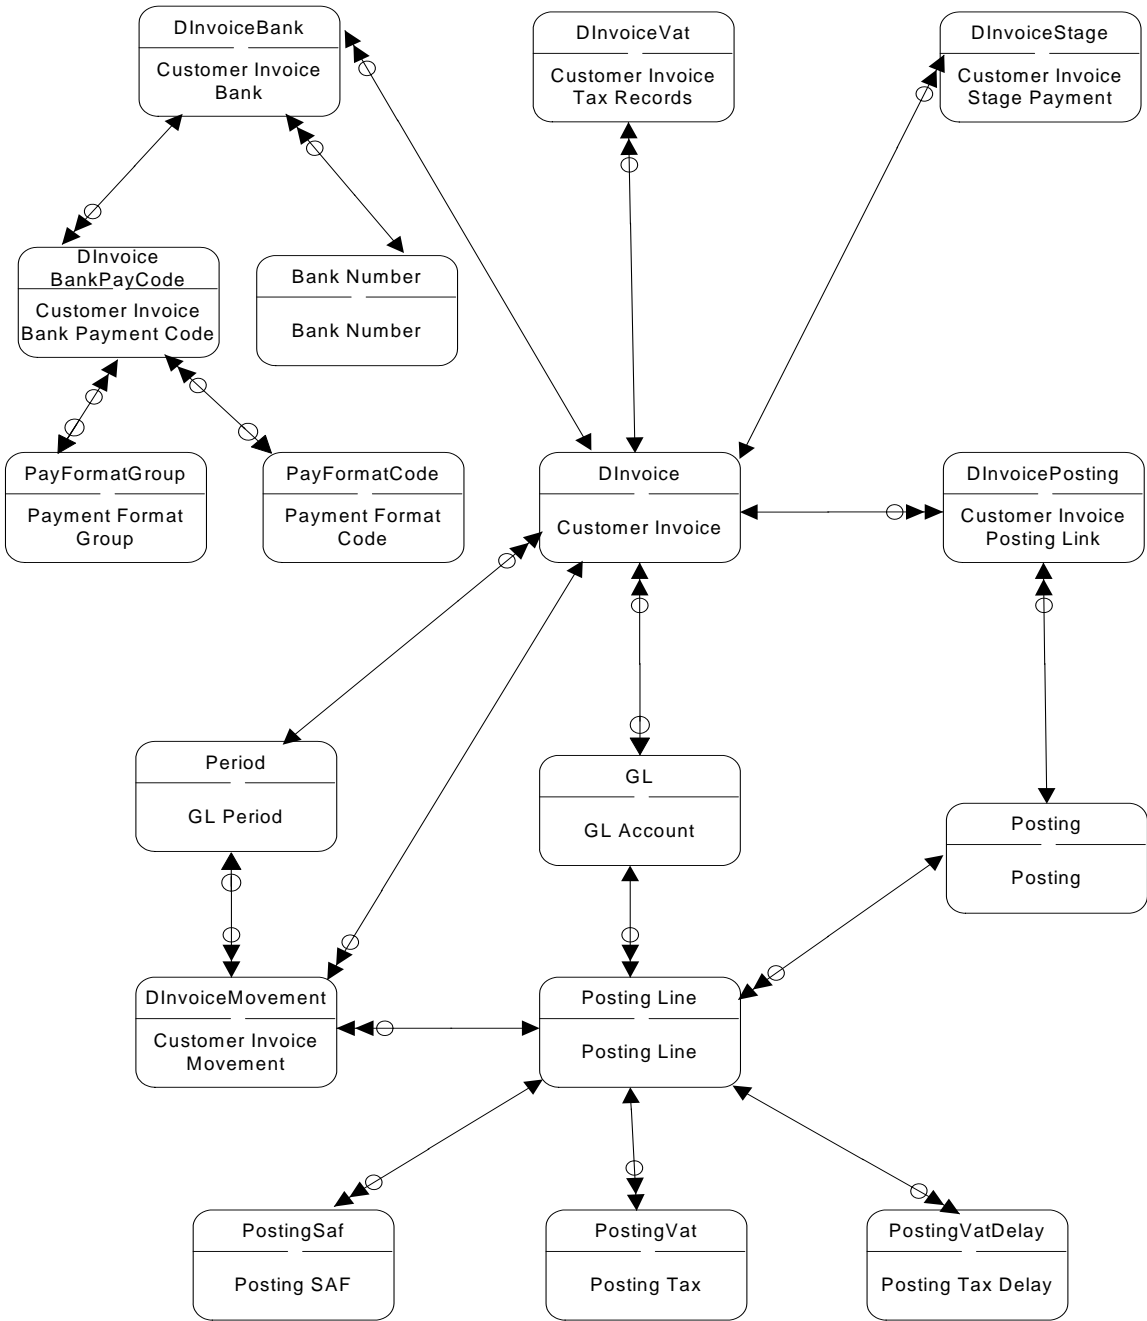 DInvoiceBank
Customer Invoice
Bank
DInvoiceVat
Customer Invoice
Tax Records
DInvoiceStage
Customer Invoice
Stage Payment
DInvoice
BankPayCode
Customer Invoice
Bank Payment Code
Bank Number
Bank Number
PayFormatGroup
Payment Format
Group
PayFormatCode
Payment Format
Code
DInvoice
Customer Invoice
DInvoicePosting
Customer Invoice
Posting Link
Period
GL Period
GL
GL Account
Posting
Posting
DInvoiceMovement
Customer Invoice
Movement
Posting Line
Posting Line
PostingSaf
Posting SAF
PostingVat
Posting Tax
PostingVatDelay
Posting Tax Delay